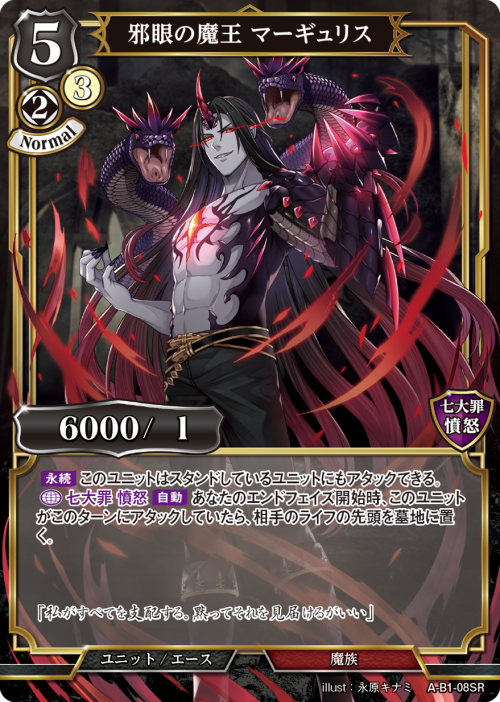 5
邪眼の魔王 マーギュリス
2
3
Normal
七大罪
憤怒
6000/ 1
永続 このユニットはスタンドしているユニットにもアタックできる。
七大罪 憤怒 自動 あなたのエンドフェイズ開始時、このユニット
がこのターンにアタックしていたら、相手のライフの先頭を墓地に置
く。
「私がすべてを支配する。黙ってそれを見届けるがいい」
ユニット / エース
魔族
illust : 永原キナミ A-B1-08SR